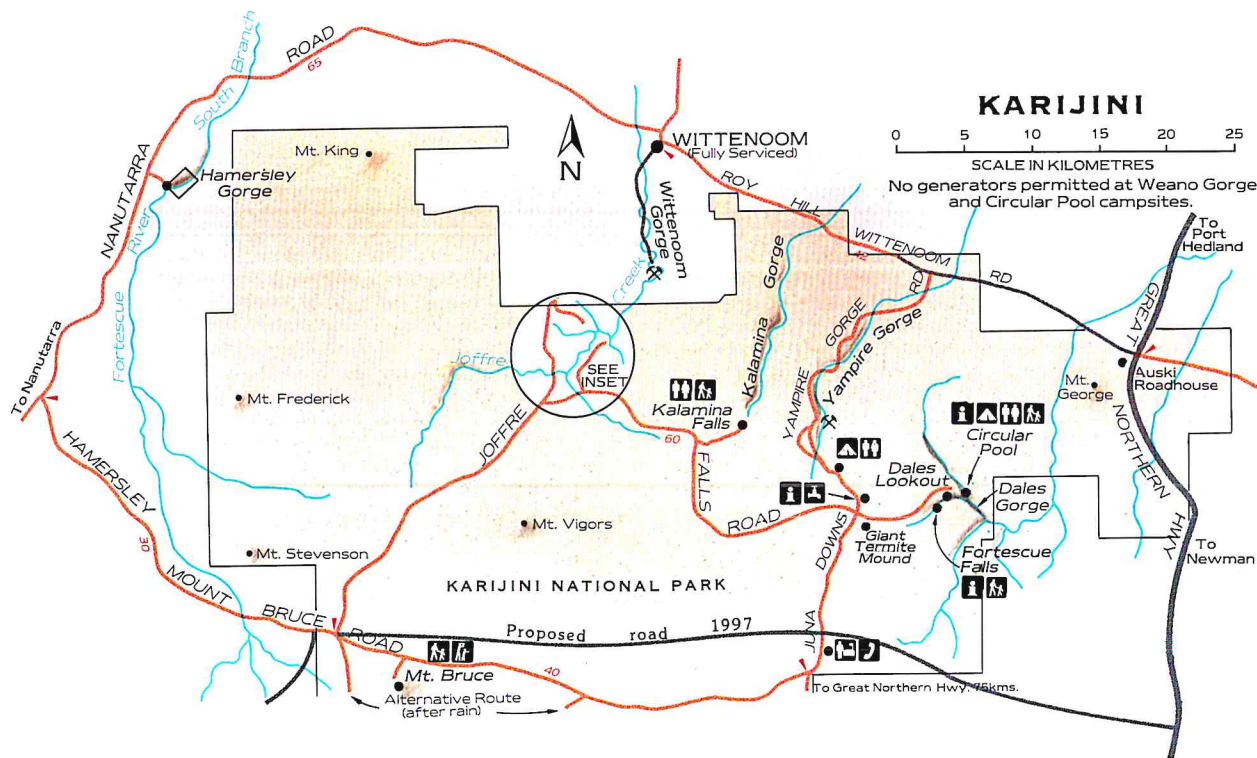 KARIJINI
0 5 10 15 20 25
SCALE IN KILOMETRES
No generators permitted at Weano Gorge
and Circular Pool campsites.
ROAD
65
South Branch
NANUTARRA
Mt. King
Hamersley
Gorge
River
Fortescue
To Nanutarra
N
WITTENOOM
(Fully Serviced)
Wittenoom
Gorge
Creek
ROY
HILL
WITTENOOM
42
RD
To
Port
Hedland
GREAT
NORTHERN
HWY
Auski
Roadhouse
Mt.
George
To
Newman
Kalamina
Gorge
YAMPIRE
GORGE
RD
Yampire Gorge
SEE
INSET
Joffre
Mt. Frederick
Kalamina
Falls
60
JOFFRE
FALLS
ROAD
Circular
Pool
Dales
Lookout
Dales
Gorge
Giant
Termite
Mound
Fortescue
Falls
i
i
i
HAMERSLEY
30
MOUNT
BRUCE
ROAD
Mt. Vigors
Mt. Stevenson
KARIJINI NATIONAL PARK
Proposed road 1997
JUNA
DOWNS
40
Mt. Bruce
Alternative Route
(after rain)
To Great Northern Hwy. 75kms.